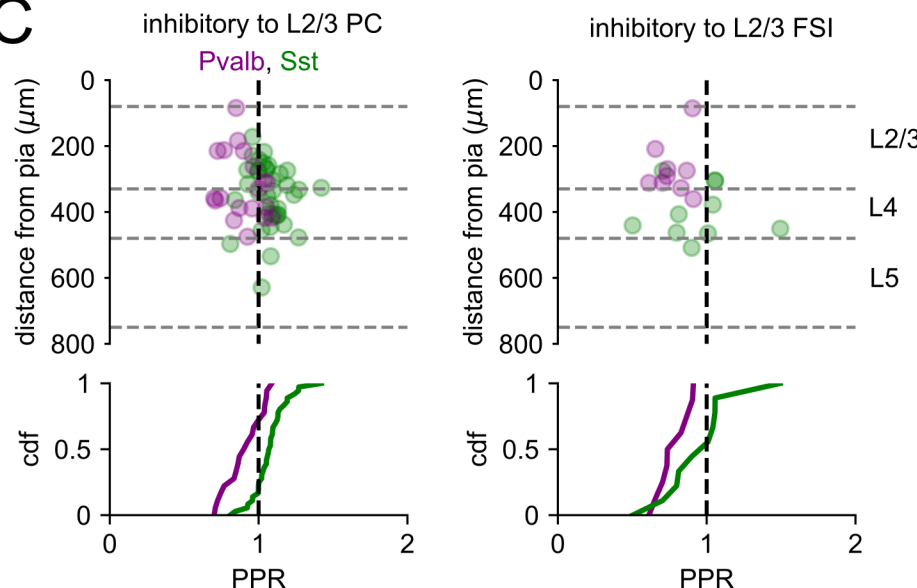 C
inhibitory to L2/3 PC
Pvalb, Sst
distance from pia (μm)
0
200
400
600
800
inhibitory to L2/3 FSI
distance from pia (μm)
0
200
400
600
800
L2/3
L4
L5
cdf
1
0.5
0
0
1
2
PPR
cdf
1
0.5
0
0
1
2
PPR